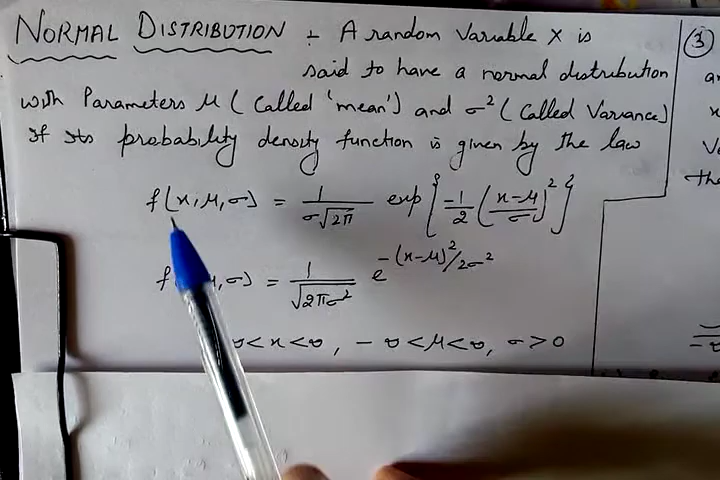 NORMAL DISTRIBUTION :- A random Variable X is
said to have a normal distribution
with Parameters μ (Called 'mean') and σ² (Called Variance)
if its probability density function is given by the law
f(x, μ, σ) = 1/σ√2π exp{-1/2 ((x-μ)/σ)²}
f( μ, σ) = 1/√2πσ² e^-(x-μ)²/2σ²
∞<x<∞, -∞<μ<∞, σ>0
(3)